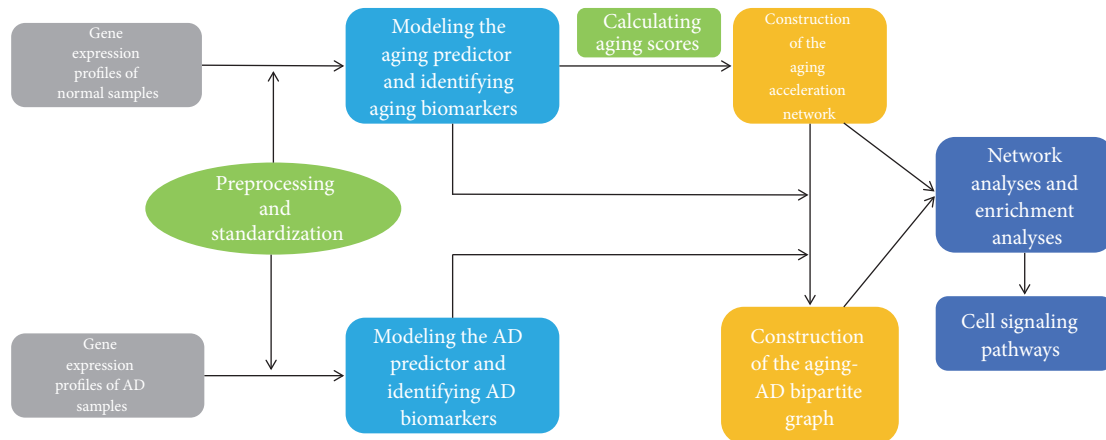 Gene
expression
profiles of
normal samples
Modeling the
aging predictor
and identifying
aging biomarkers
Calculating
aging scores
Construction
of the
aging
acceleration
network
Preprocessing
and
standardization
Network
analyses and
enrichment
analyses
Gene
expression
profiles of AD
samples
Modeling the AD
predictor and
identifying AD
biomarkers
Construction
of the aging-
AD bipartite
graph
Cell signaling
pathways